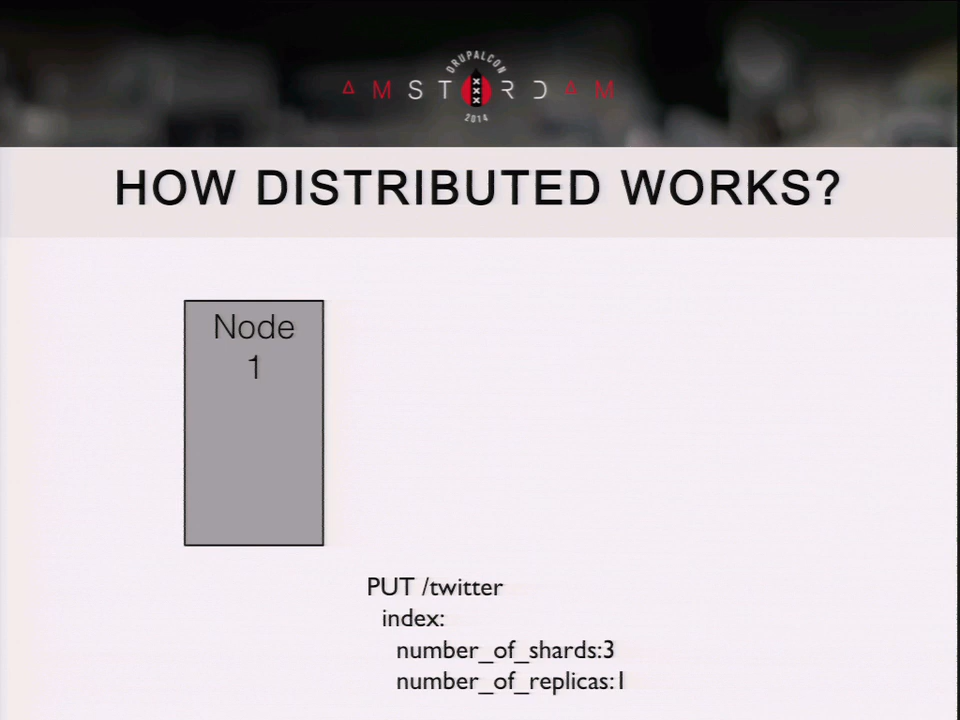 DRUPALCON
AMSTERDAM
2014
HOW DISTRIBUTED WORKS?
Node
1
PUT /twitter
index:
number_of_shards:3
number_of_replicas:1